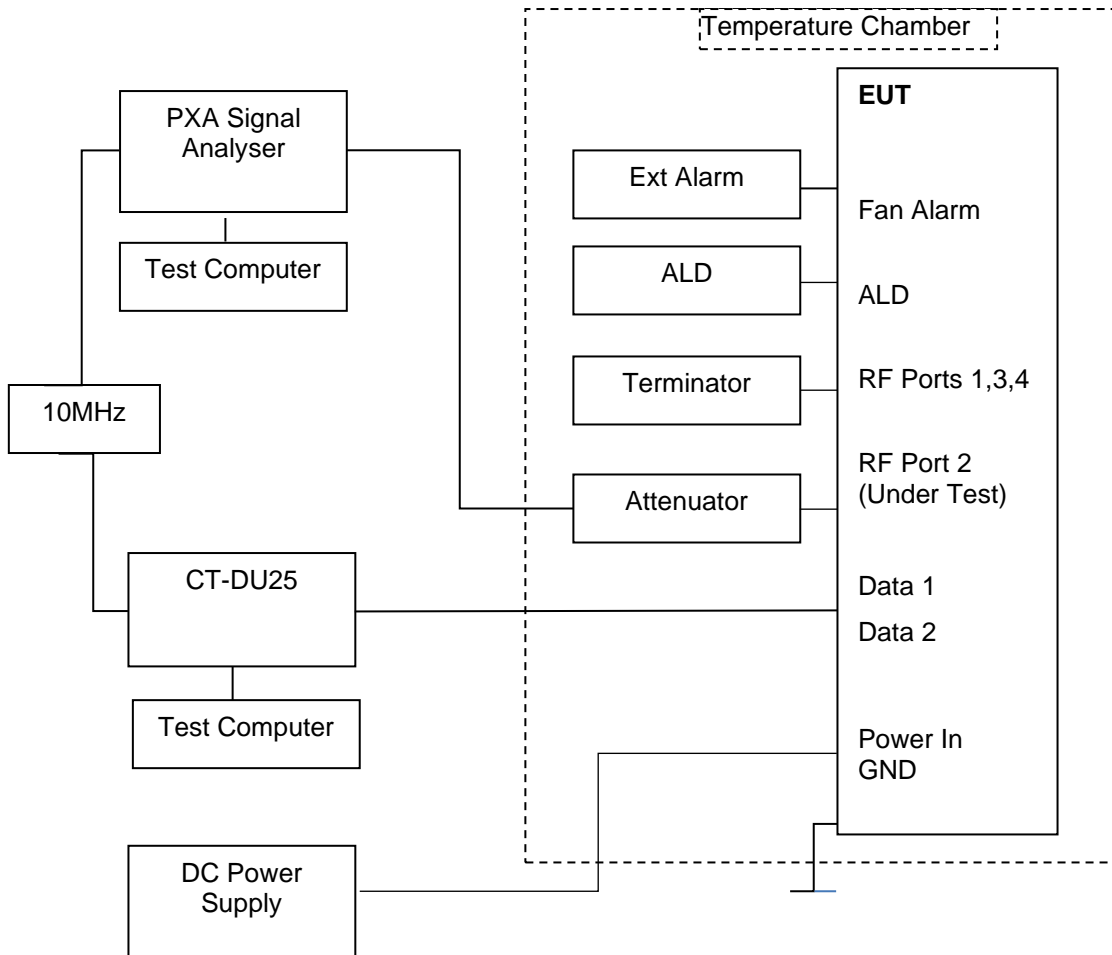 Temperature Chamber
PXA Signal
Analyser
Test Computer
10MHz
CT-DU25
Test Computer
DC Power
Supply
Ext Alarm
ALD
Terminator
Attenuator
EUT
Fan Alarm
ALD
RF Ports 1,3,4
RF Port 2
(Under Test)
Data 1
Data 2
Power In
GND